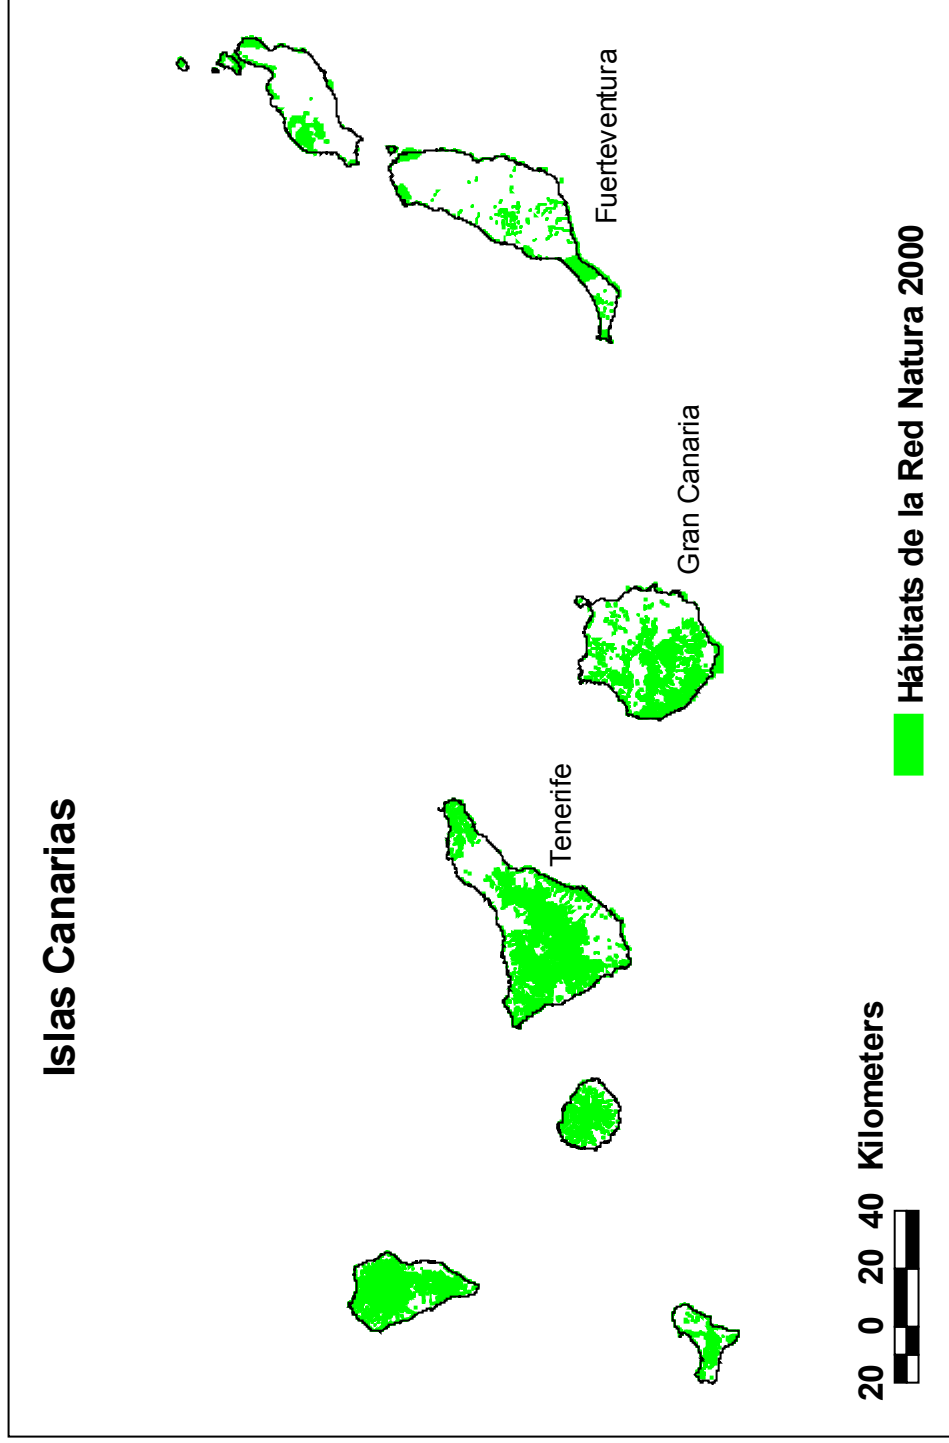 Islas Canarias
Fuerteventura
Gran Canaria
Tenerife
20 0 20 40 Kilometers
Hábitats de la Red Natura 2000